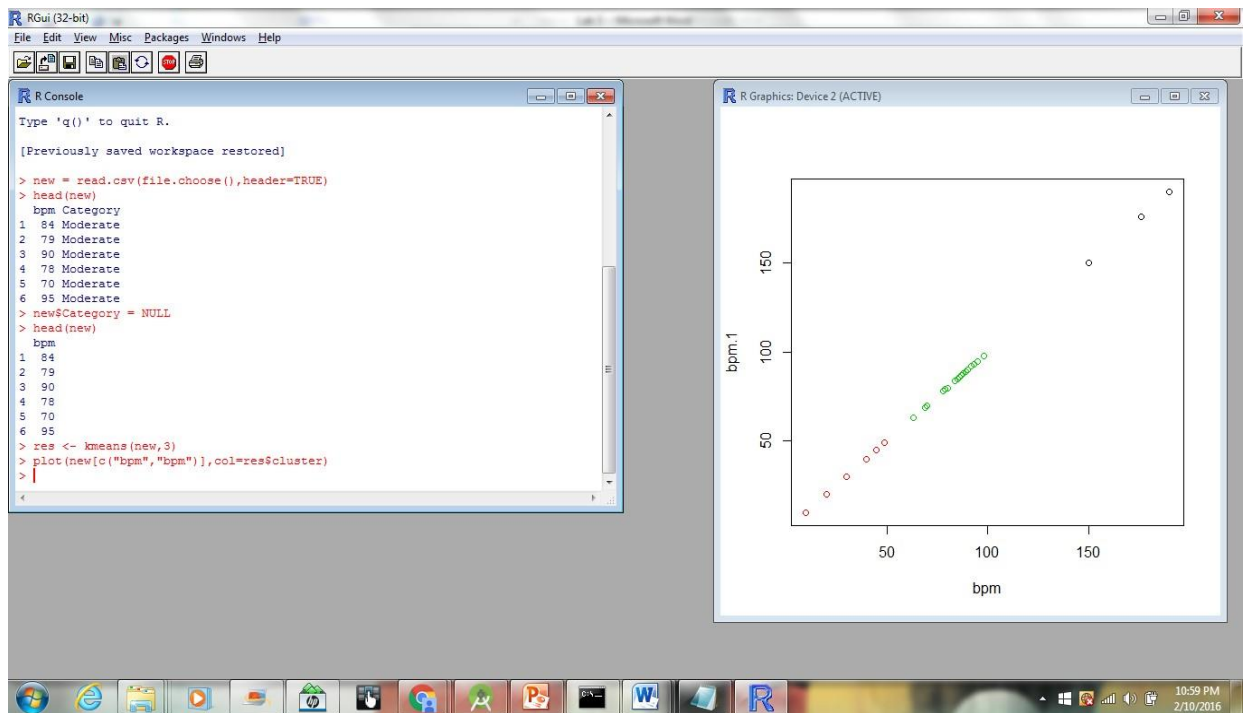 RGui (32-bit)
File Edit View Misc Packages Windows Help
STOP
R Console
Type 'q()' to quit R.
[Previously saved workspace restored]
> new = read.csv(file.choose(),header=TRUE)
> head(new)
  bpm Category
1  84 Moderate
2  79 Moderate
3  90 Moderate
4  78 Moderate
5  70 Moderate
6  95 Moderate
> new$Category = NULL
> head(new)
  bpm
1  84
2  79
3  90
4  78
5  70
6  95
> res <- kmeans(new,3)
> plot(new[c("bpm","bpm")],col=res$cluster)
>
R Graphics: Device 2 (ACTIVE)
150
100
50
bpm.1
50 100 150
bpm
10:59 PM
2/10/2016